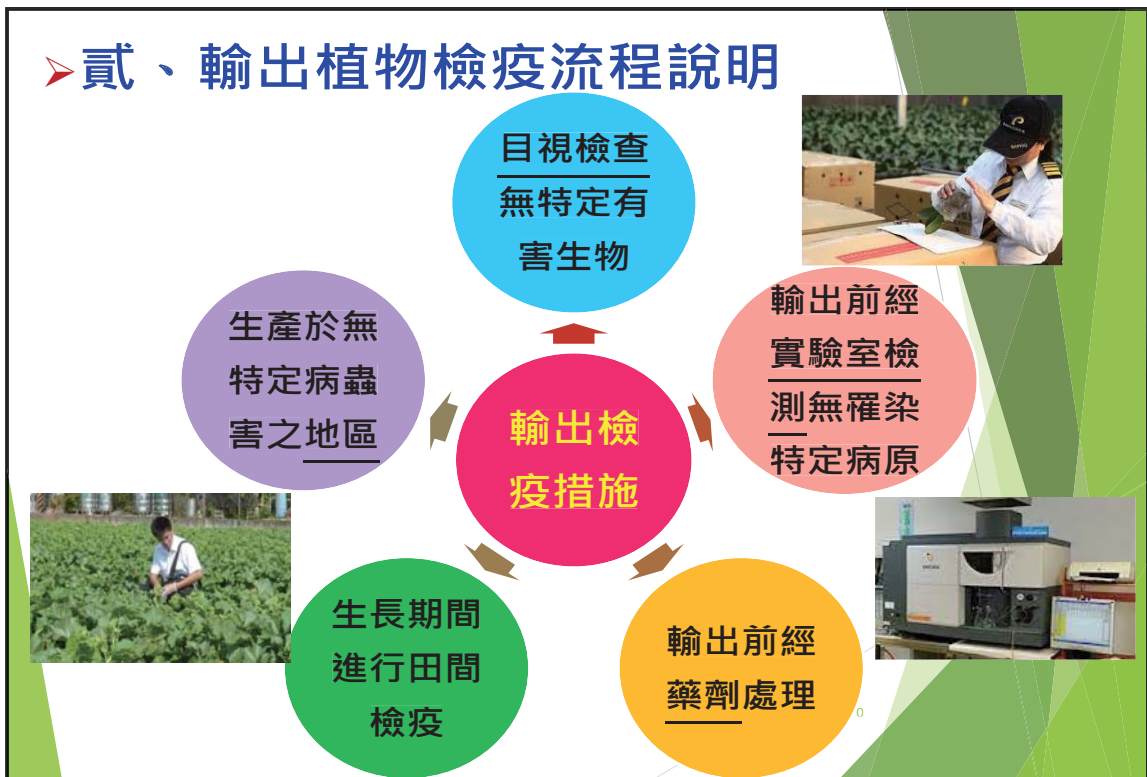 ➢貳、輸出植物檢疫流程說明
目視檢查
無特定有
害生物
輸出前經
實驗室檢
測無罹染
特定病原
輸出前經
藥劑處理
生長期間
進行田間
檢疫
生產於無
特定病蟲
害之地區
輸出檢
疫措施
0